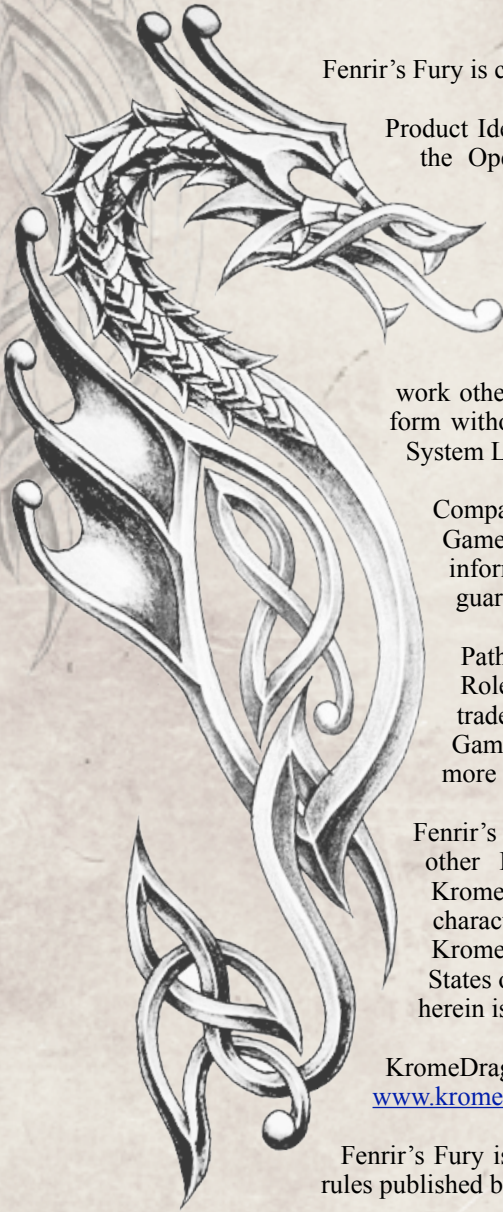 Fenrir's Fury is c
Product Ide
the Ope
work othe
form witho
System L
Compa
Game
infor
guar
Path
Role
trade
Gam
more
Fenrir's
other
Krome
charact
Krome
States o
herein is
KromeDrag
www.krome
Fenrir's Fury is
rules published b